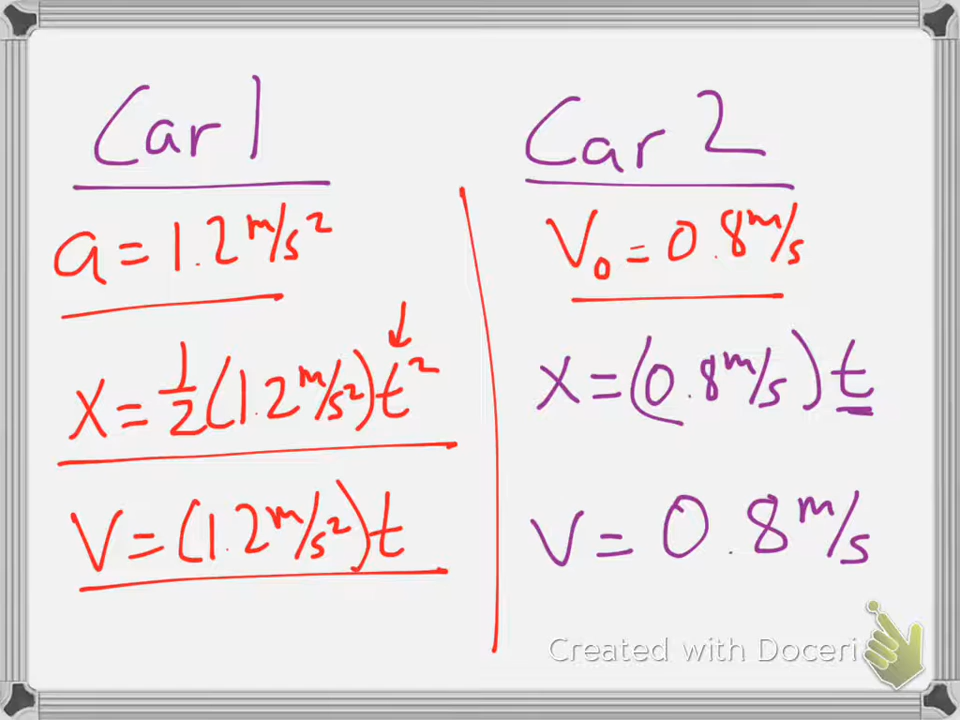 Car 1
a = 1.2 m/s²
x = 1/2 (1.2 m/s²) t²
v = (1.2 m/s²) t
Car 2
V₀ = 0.8 m/s
x = (0.8 m/s) t
v = 0.8 m/s
Created with Doceri